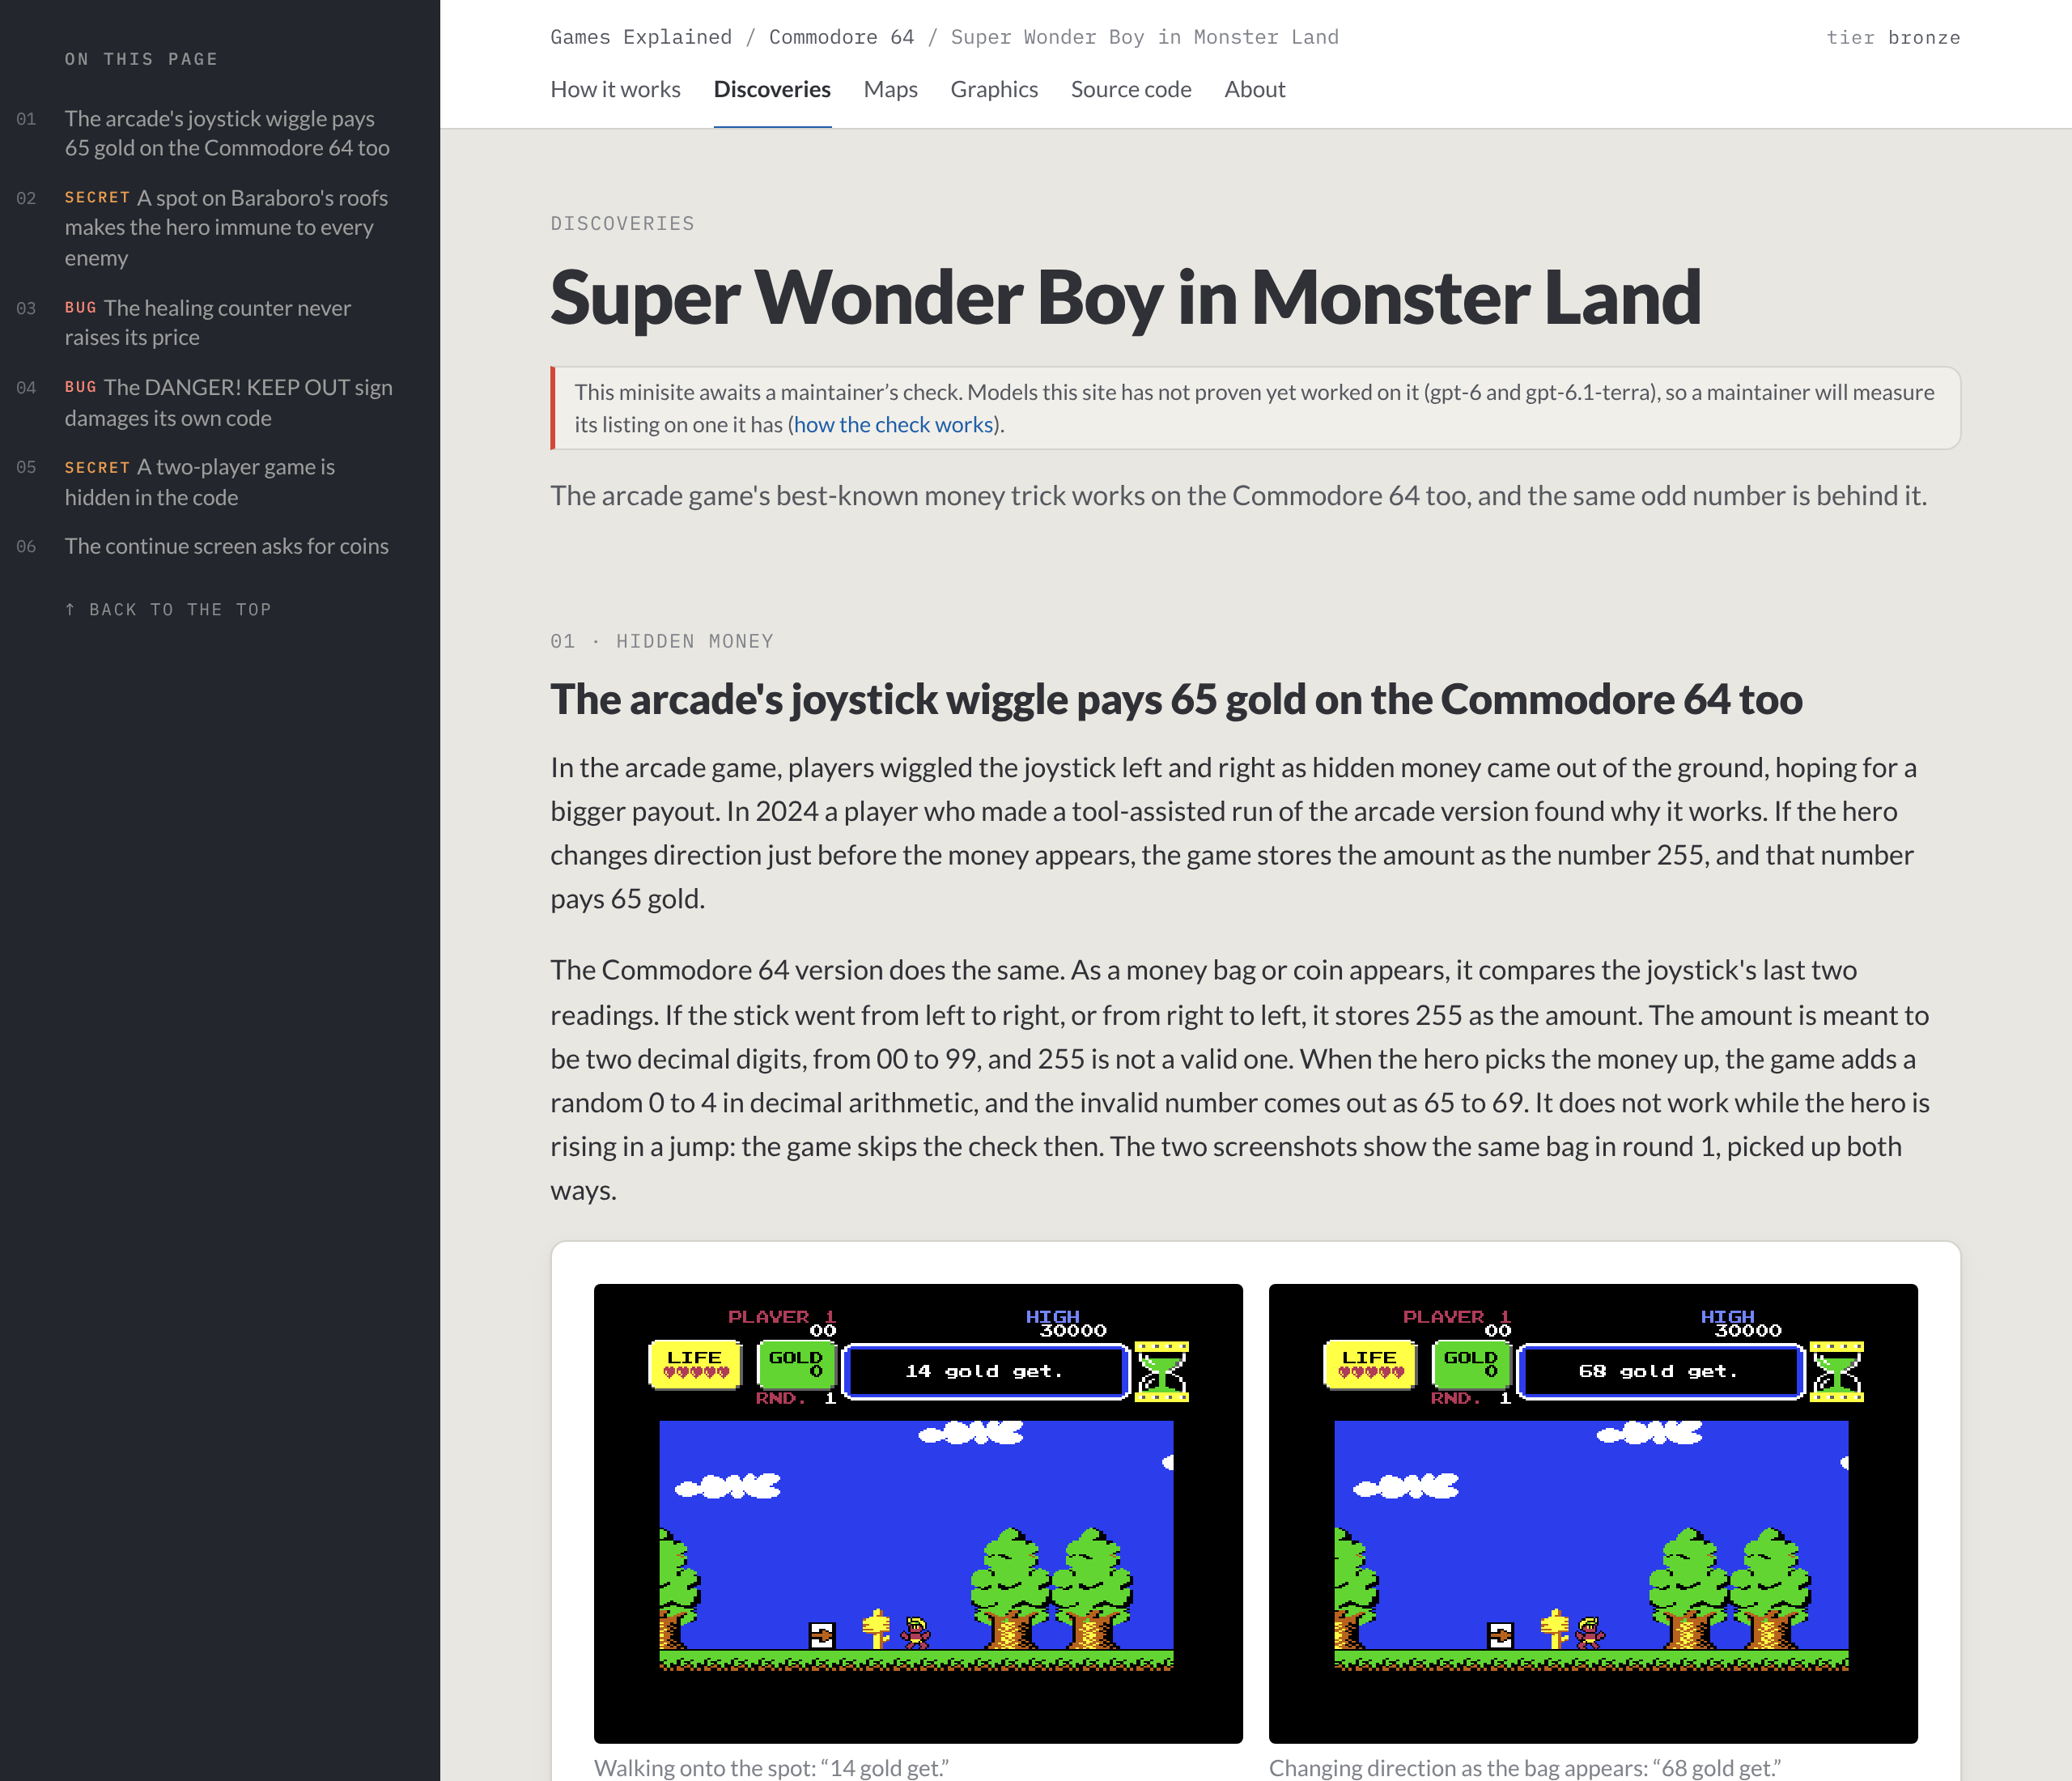 ON THIS PAGE
01 The arcade's joystick wiggle pays
65 gold on the Commodore 64 too
02 SECRET A spot on Baraboro's roofs
makes the hero immune to every
enemy
03 BUG The healing counter never
raises its price
04 BUG The DANGER! KEEP OUT sign
damages its own code
05 SECRET A two-player game is
hidden in the code
06 The continue screen asks for coins
↑ BACK TO THE TOP
Games Explained / Commodore 64 / Super Wonder Boy in Monster Land
tier bronze
How it works Discoveries Maps Graphics Source code About
DISCOVERIES
Super Wonder Boy in Monster Land
This minisite awaits a maintainer’s check. Models this site has not proven yet worked on it (gpt-6 and gpt-6.1-terra), so a maintainer will measure
its listing on one it has (how the check works).
The arcade game's best-known money trick works on the Commodore 64 too, and the same odd number is behind it.
01 · HIDDEN MONEY
The arcade's joystick wiggle pays 65 gold on the Commodore 64 too
In the arcade game, players wiggled the joystick left and right as hidden money came out of the ground, hoping for a
bigger payout. In 2024 a player who made a tool-assisted run of the arcade version found why it works. If the hero
changes direction just before the money appears, the game stores the amount as the number 255, and that number
pays 65 gold.
The Commodore 64 version does the same. As a money bag or coin appears, it compares the joystick's last two
readings. If the stick went from left to right, or from right to left, it stores 255 as the amount. The amount is meant to
be two decimal digits, from 00 to 99, and 255 is not a valid one. When the hero picks the money up, the game adds a
random 0 to 4 in decimal arithmetic, and the invalid number comes out as 65 to 69. It does not work while the hero is
rising in a jump: the game skips the check then. The two screenshots show the same bag in round 1, picked up both
ways.
PLAYER 1 HIGH
00 30000
LIFE GOLD
0
14 gold get.
RND. 1
PLAYER 1 HIGH
00 30000
LIFE GOLD
0
68 gold get.
RND. 1
Walking onto the spot: “14 gold get.”
Changing direction as the bag appears: “68 gold get.”